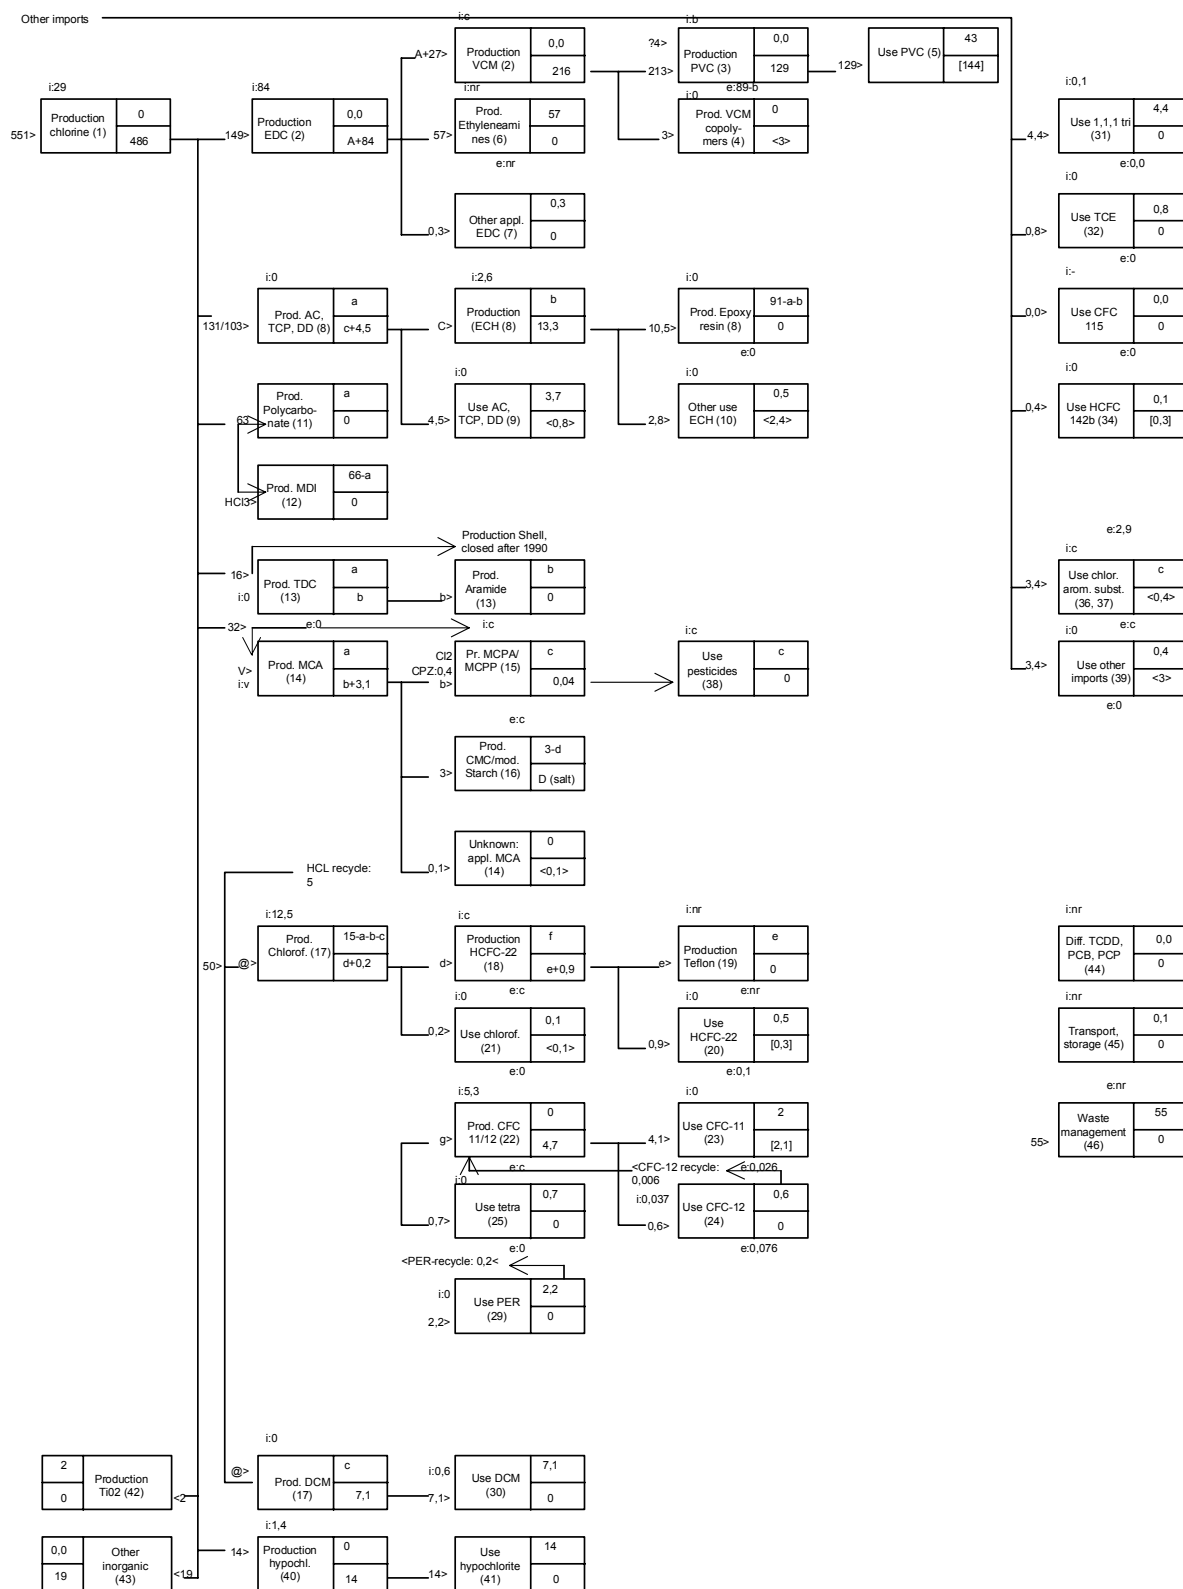 Other imports
i:c
Production
VCM (2)
0,0
216
A+27>
i:b
Production
PVC (3)
0,0
129
?4>
213>
e:89-b
Use PVC (5)
43
[144]
129>
i:29
Production
chlorine (1)
0
486
551>
i:84
Production
EDC (2)
0,0
A+84
149>
i:nr
Prod.
Ethyleneami
nes (6)
57
0
57>
e:nr
i:0
Prod. VCM
copoly-
mers (4)
0
<3>
3>
i:0,1
Use 1,1,1 tri
(31)
4,4
0
4,4>
e:0,0
Other appl.
EDC (7)
0,3
0
0,3>
i:0
Use TCE
(32)
0,8
0
0,8>
e:0
i:0
Prod. AC,
TCP, DD (8)
a
c+4,5
131/103>
i:2,6
Production
(ECH (8)
b
13,3
C>
i:0
Prod. Epoxy
resin (8)
91-a-b
0
10,5>
e:0
i:-
Use CFC
115
0,0
0
0,0>
e:0
Prod.
Polycarbo-
nate (11)
a
0
63
i:0
Use AC,
TCP, DD (9)
3,7
<0,8>
4,5>
i:0
Other use
ECH (10)
0,5
<2,4>
2,8>
i:0
Use HCFC
142b (34)
0,1
[0,3]
0,4>
Prod. MDI
(12)
66-a
0
HCl3>
Production Shell,
closed after 1990
16>
i:0
Prod. TDC
(13)
a
b
Prod.
Aramide
(13)
b
0
b>
e:2,9
i:c
Use chlor.
arom. subst.
(36, 37)
c
<0,4>
3,4>
e:c
32>
e:0
V>
i:v
Prod. MCA
(14)
a
b+3,1
i:c
Cl2
CPZ:0,4
b>
Pr. MCPA/
MCPP (15)
c
0,04
e:c
i:c
Use
pesticides
(38)
c
0
i:0
Use other
imports (39)
0,4
<3>
3,4>
e:0
Prod.
CMC/mod.
Starch (16)
3-d
D (salt)
3>
Unknown:
appl. MCA
(14)
0
<0,1>
0,1>
HCL recycle:
5
i:12,5
Prod.
Chlorof. (17)
15-a-b-c
d+0,2
50>
@>
i:c
Production
HCFC-22
(18)
f
e+0,9
d>
e:c
i:nr
Production
Teflon (19)
e
0
e>
e:nr
i:nr
Diff. TCDD,
PCB, PCP
(44)
0,0
0
i:0
Use chlorof.
(21)
0,1
<0,1>
0,2>
e:0
i:0
Use
HCFC-22
(20)
0,5
[0,3]
0,9>
e:0,1
i:nr
Transport,
storage (45)
0,1
0
i:5,3
Prod. CFC
11/12 (22)
0
4,7
g>
e:c
i:0
Use CFC-11
(23)
2
[2,1]
4,1>
e:0,026
e:nr
Waste
management
(46)
55
0
55>
<CFC-12 recycle:
0,006
i:0
Use tetra
(25)
0,7
0
0,7>
e:0
i:0,037
Use CFC-12
(24)
0,6
0
0,6>
e:0,076
<PER-recycle: 0,2<
i:0
Use PER
(29)
2,2
0
2,2>
2
0
Production
Ti02 (42)
<2
i:0
Prod. DCM
(17)
c
7,1
@>
i:0,6
Use DCM
(30)
7,1
0
7,1>
0,0
19
Other
inorganic
(43)
<19
i:1,4
Production
hypochl.
(40)
0
14
14>
Use
hypochlorite
(41)
14
0
14>